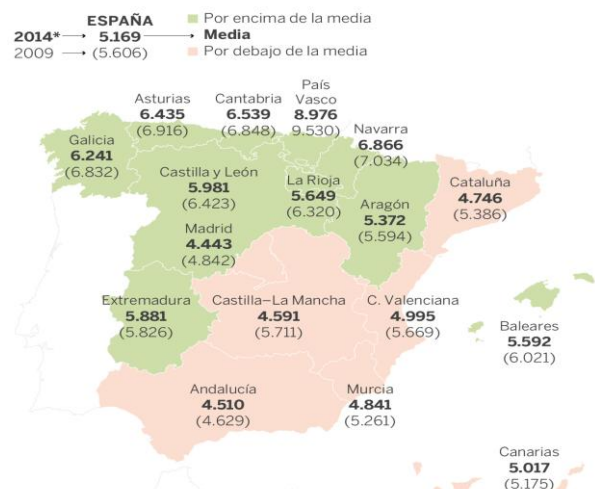 ESPAÑA
2014* 5.169 Media
2009 (5.606)
Por encima de la media
Por debajo de la media
Asturias
6.435
(6.916)
Cantabria
6.539
(6.848)
País
Vasco
8.976
9.530)
Navarra
6.866
(7.034)
Galicia
6.241
(6.832)
Castilla y León
5.981
(6.423)
La Rioja
5.649
(6.320)
Aragón
5.372
(5.594)
Cataluña
4.746
(5.386)
Madrid
4.443
(4.842)
Extremadura
5.881
(5.826)
Castilla–La Mancha
4.591
(5.711)
C. Valenciana
4.995
(5.669)
Baleares
5.592
(6.021)
Andalucía
4.510
(4.629)
Murcia
4.841
(5.261)
Canarias
5.017
(5.175)